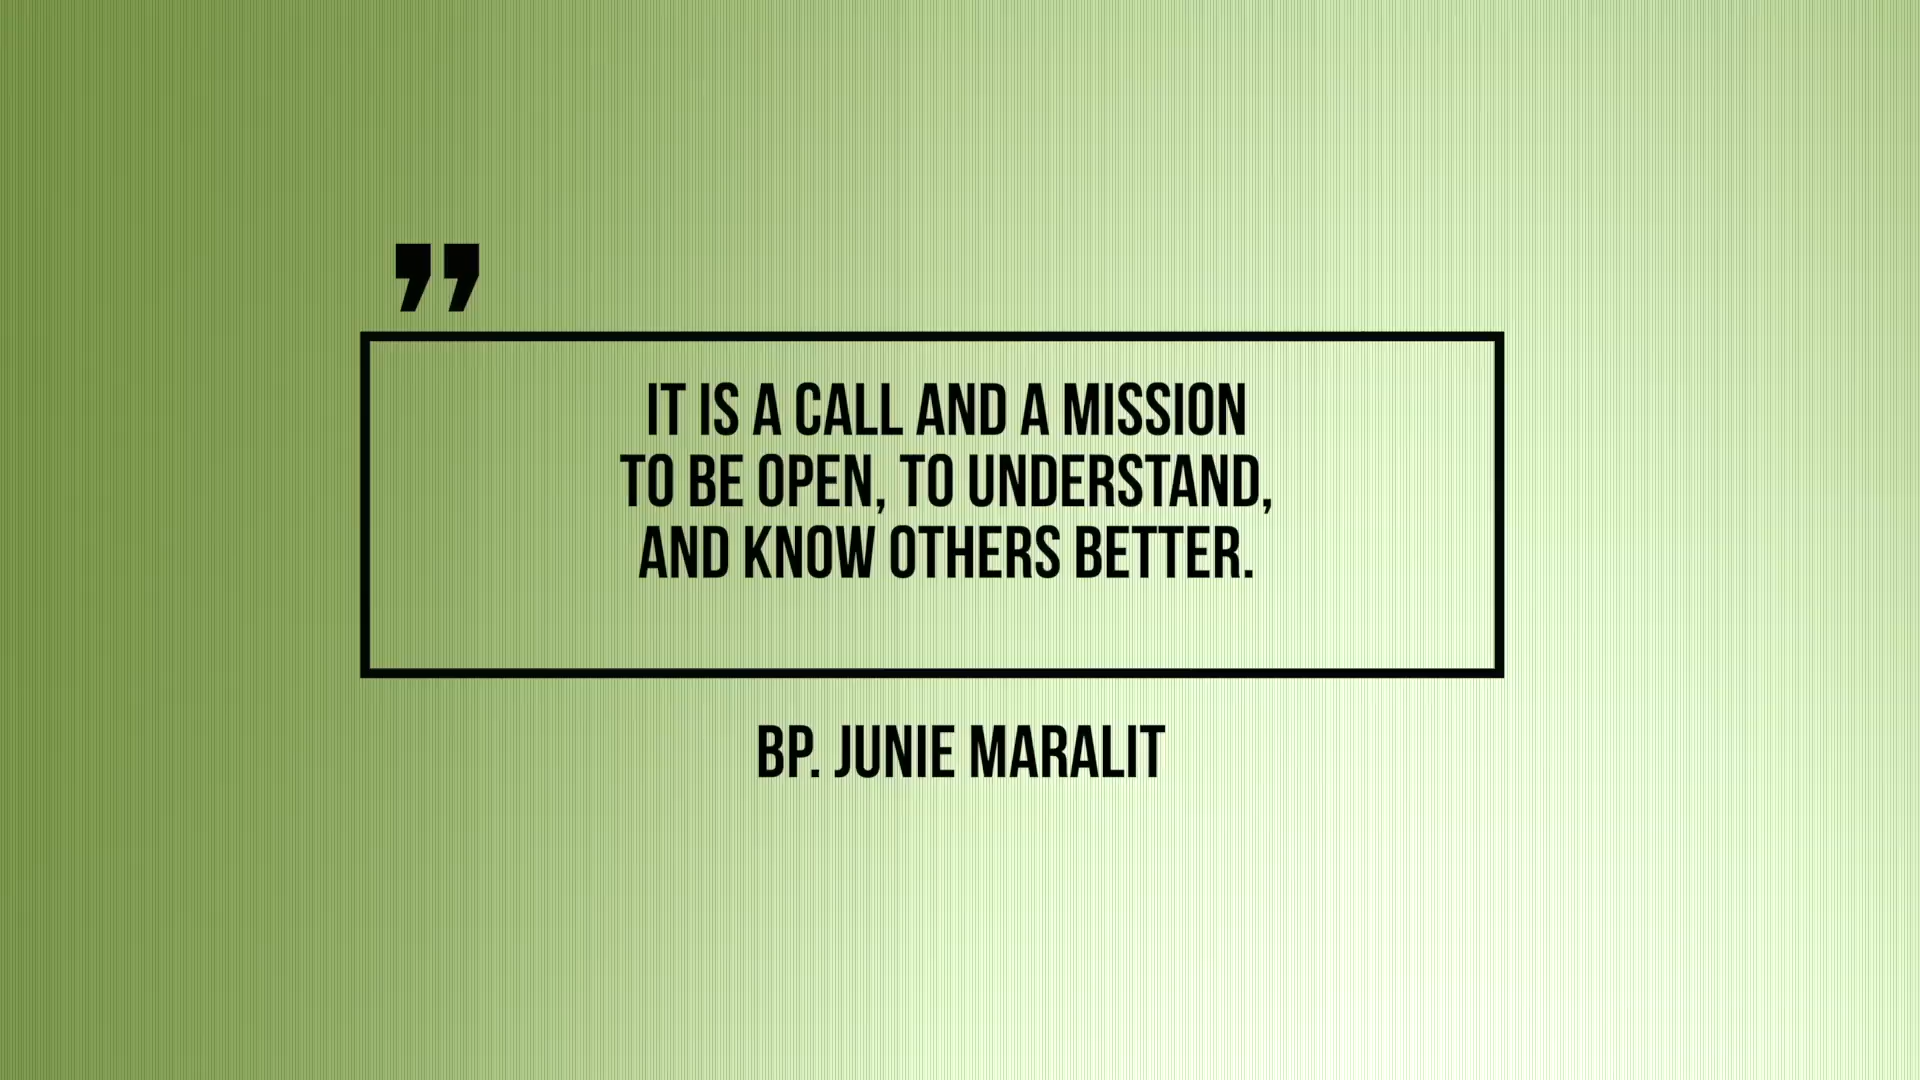 ”
IT IS A CALL AND A MISSION
TO BE OPEN, TO UNDERSTAND,
AND KNOW OTHERS BETTER.
BP. JUNIE MARALIT